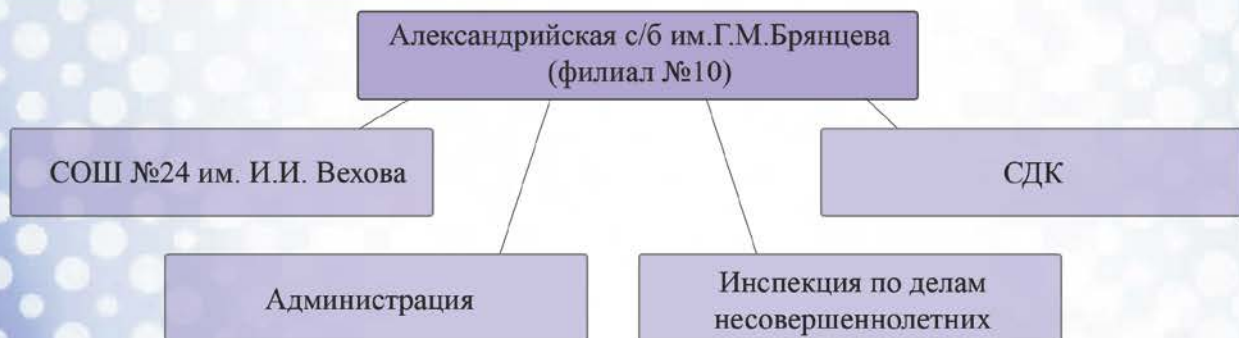 Александрийская с/б им.Г.М.Брянцева
(филиал №10)
СОШ №24 им. И.И. Вехова
СДК
Администрация
Инспекция по делам
несовершеннолетних